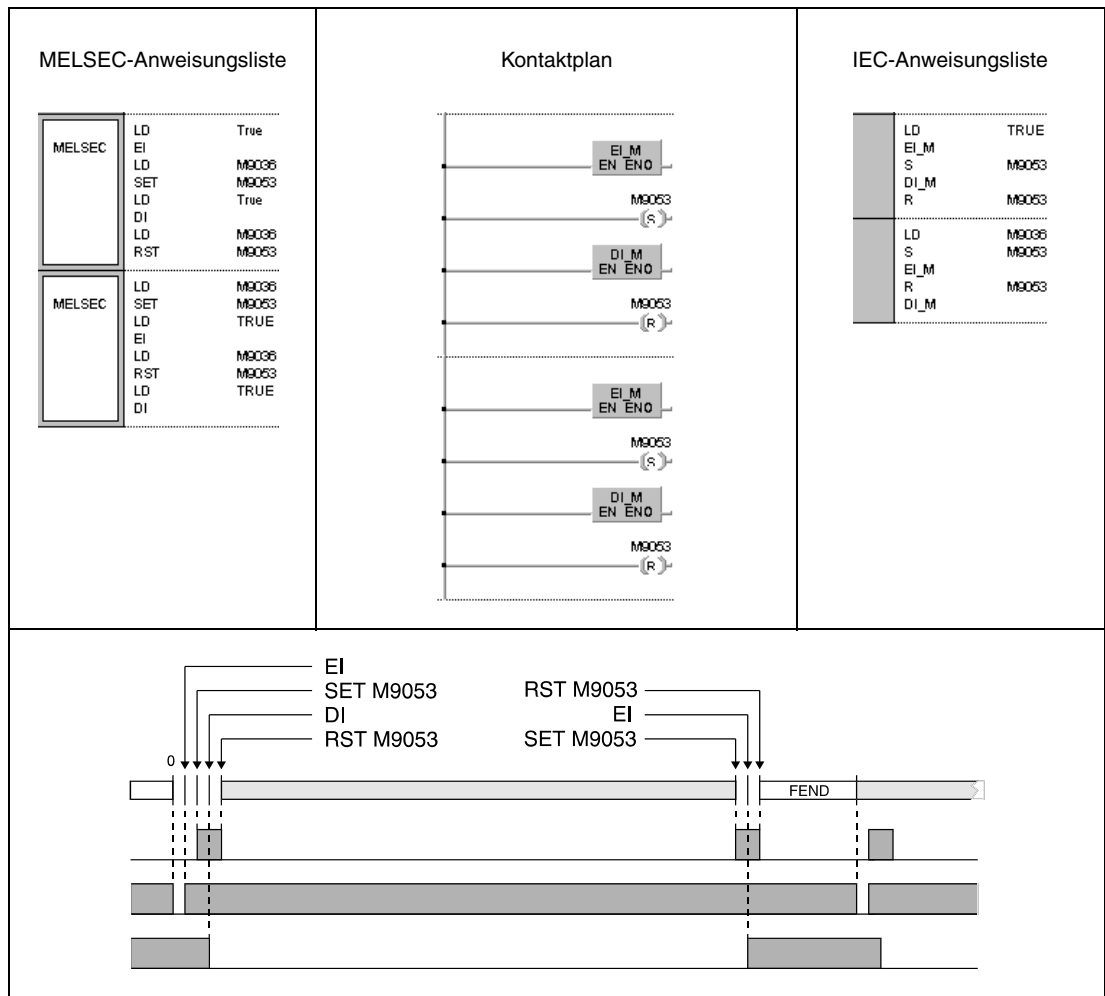 MELSEC-Anweisungsliste
MELSEC
LD True
EI
LD M9036
SET M9053
LD True
DI
LD M9036
RST M9053
MELSEC
LD M9036
SET M9053
LD TRUE
EI
LD M9036
RST M9053
LD TRUE
DI
Kontaktplan
EI_M
EN ENO
M9053
(S)
DI_M
EN ENO
M9053
(R)
EI_M
EN ENO
M9053
(S)
DI_M
EN ENO
M9053
(R)
IEC-Anweisungsliste
LD TRUE
EI_M
S M9053
DI_M
R M9053
LD M9036
S M9053
EI_M
R M9053
DI_M
EI
SET M9053
DI
RST M9053
RST M9053
EI
SET M9053
0
FEND